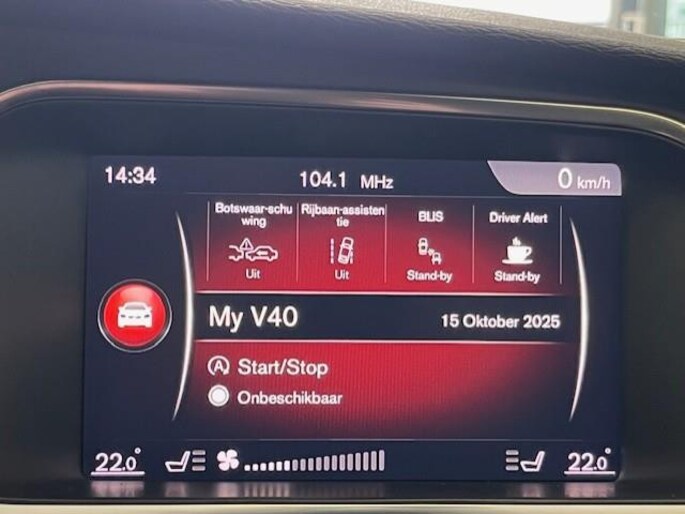 14:34 104.1 MHz 0 km/h
Botswaar-schu
wing
Uit
Rijbaan-assisten
tie
Uit
BLIS
Stand-by
Driver Alert
Stand-by
My V40 15 Oktober 2025
A Start/Stop
Onbeschikbaar
22.0° 22.0°